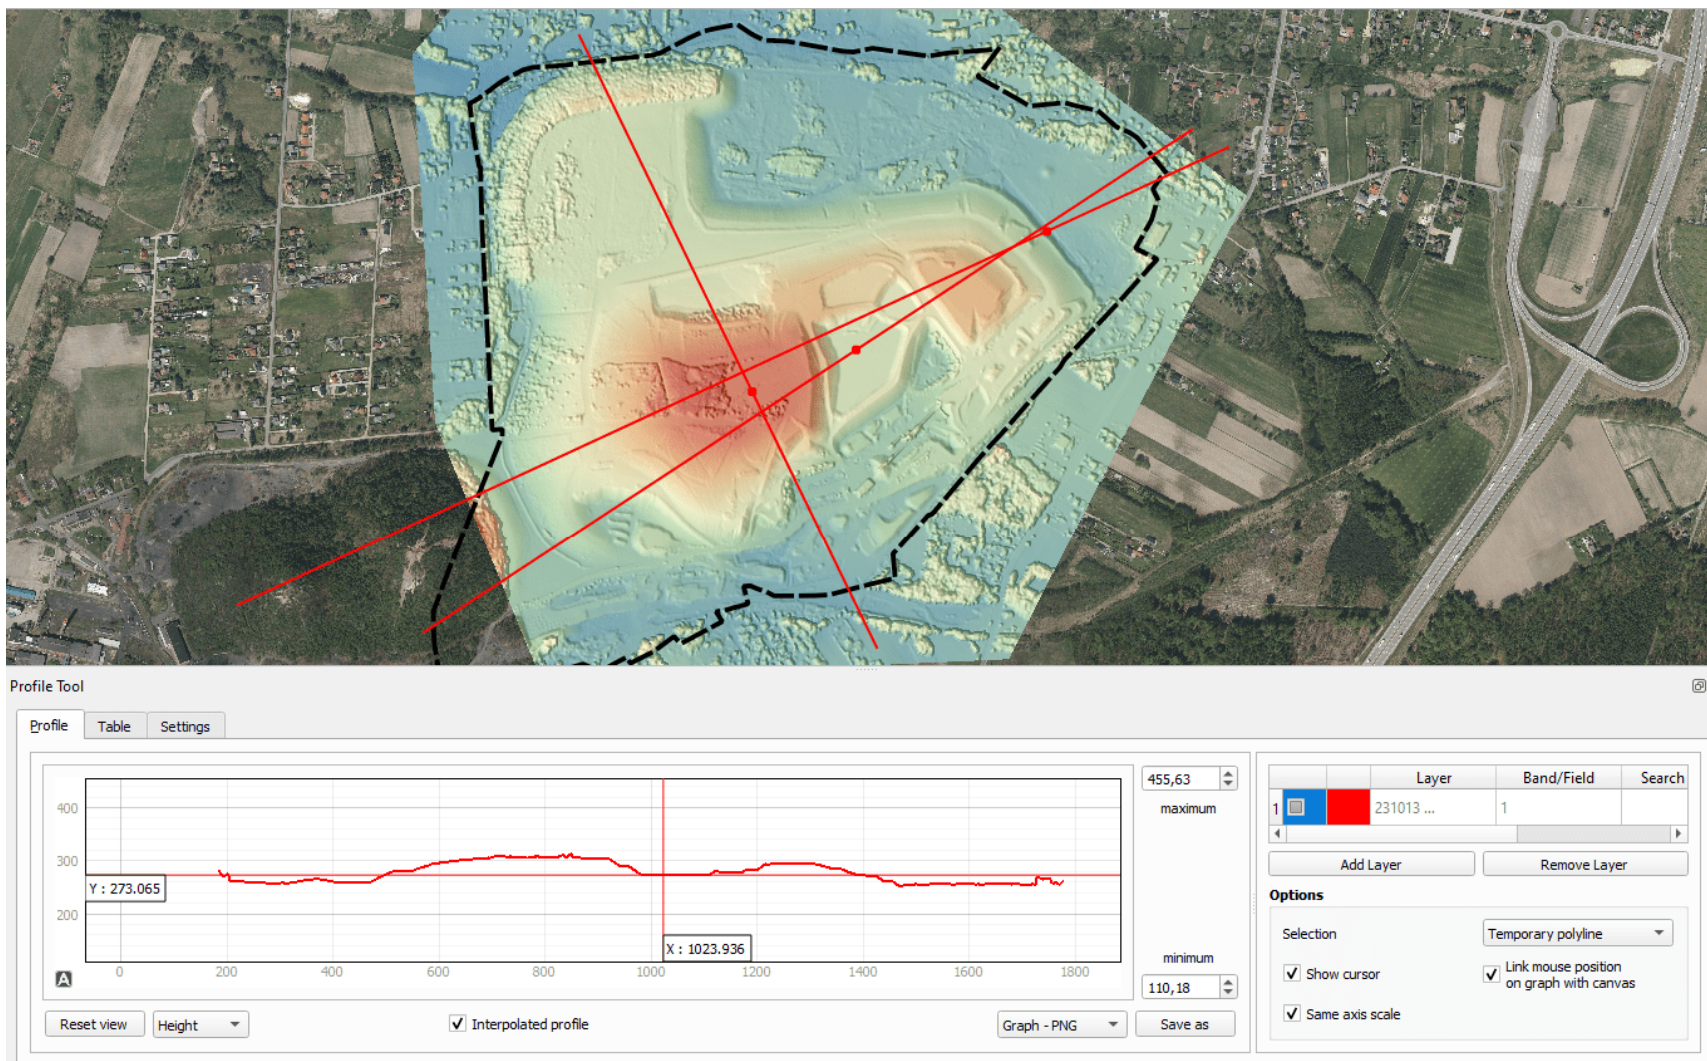 Profile Tool
Profile Table Settings
400
300
200
Y : 273.065
X : 1023.936
0 200 400 600 800 1000 1200 1400 1600 1800
A
455,63
maximum
minimum
110,18
Reset view Height Interpolated profile Graph - PNG Save as
Layer Band/Field Search
1 231013 ... 1
Add Layer Remove Layer
Options
Selection Temporary polyline
Show cursor Link mouse position
on graph with canvas
Same axis scale